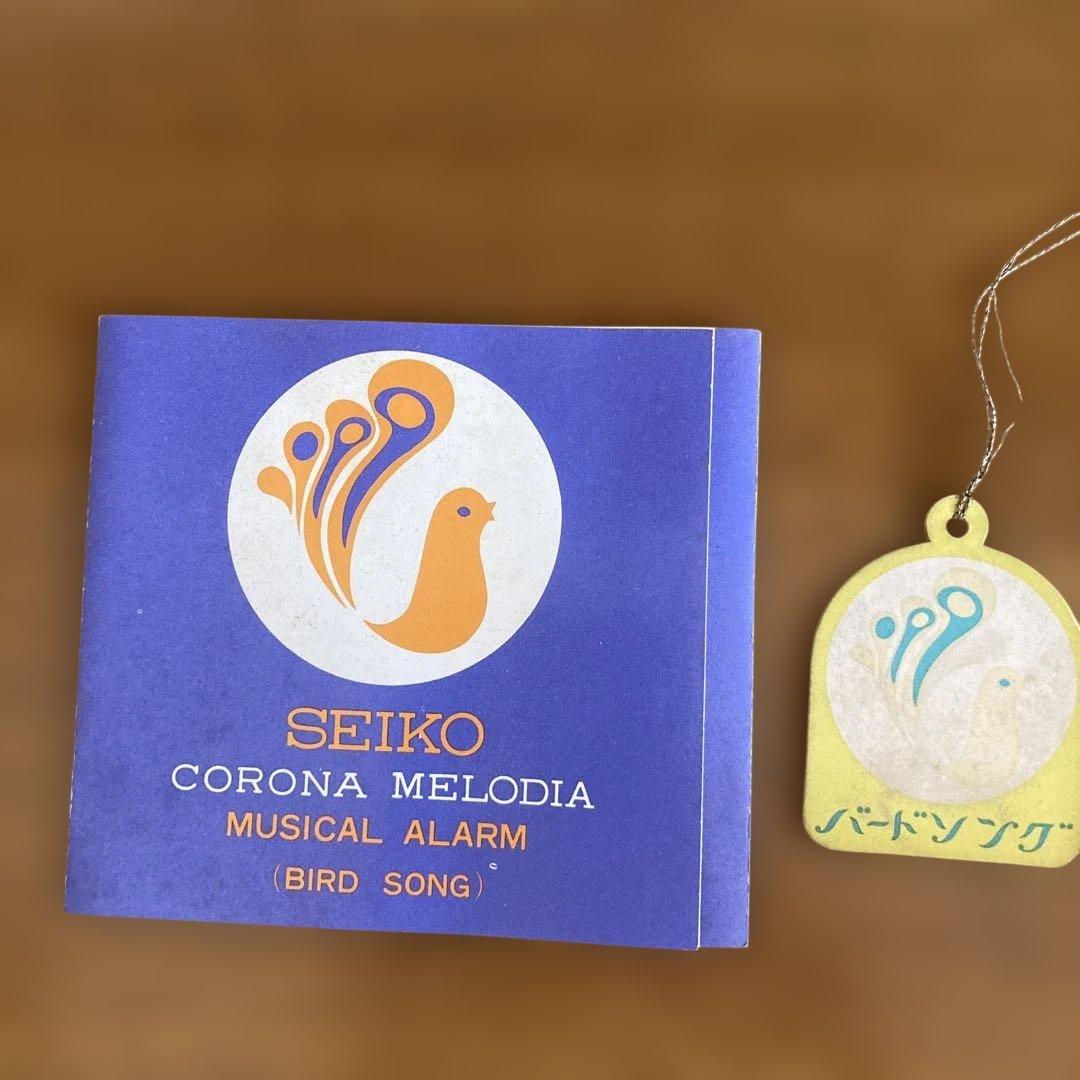 SEIKO
CORONA MELODIA
MUSICAL ALARM
(BIRD SONG)
バードソング